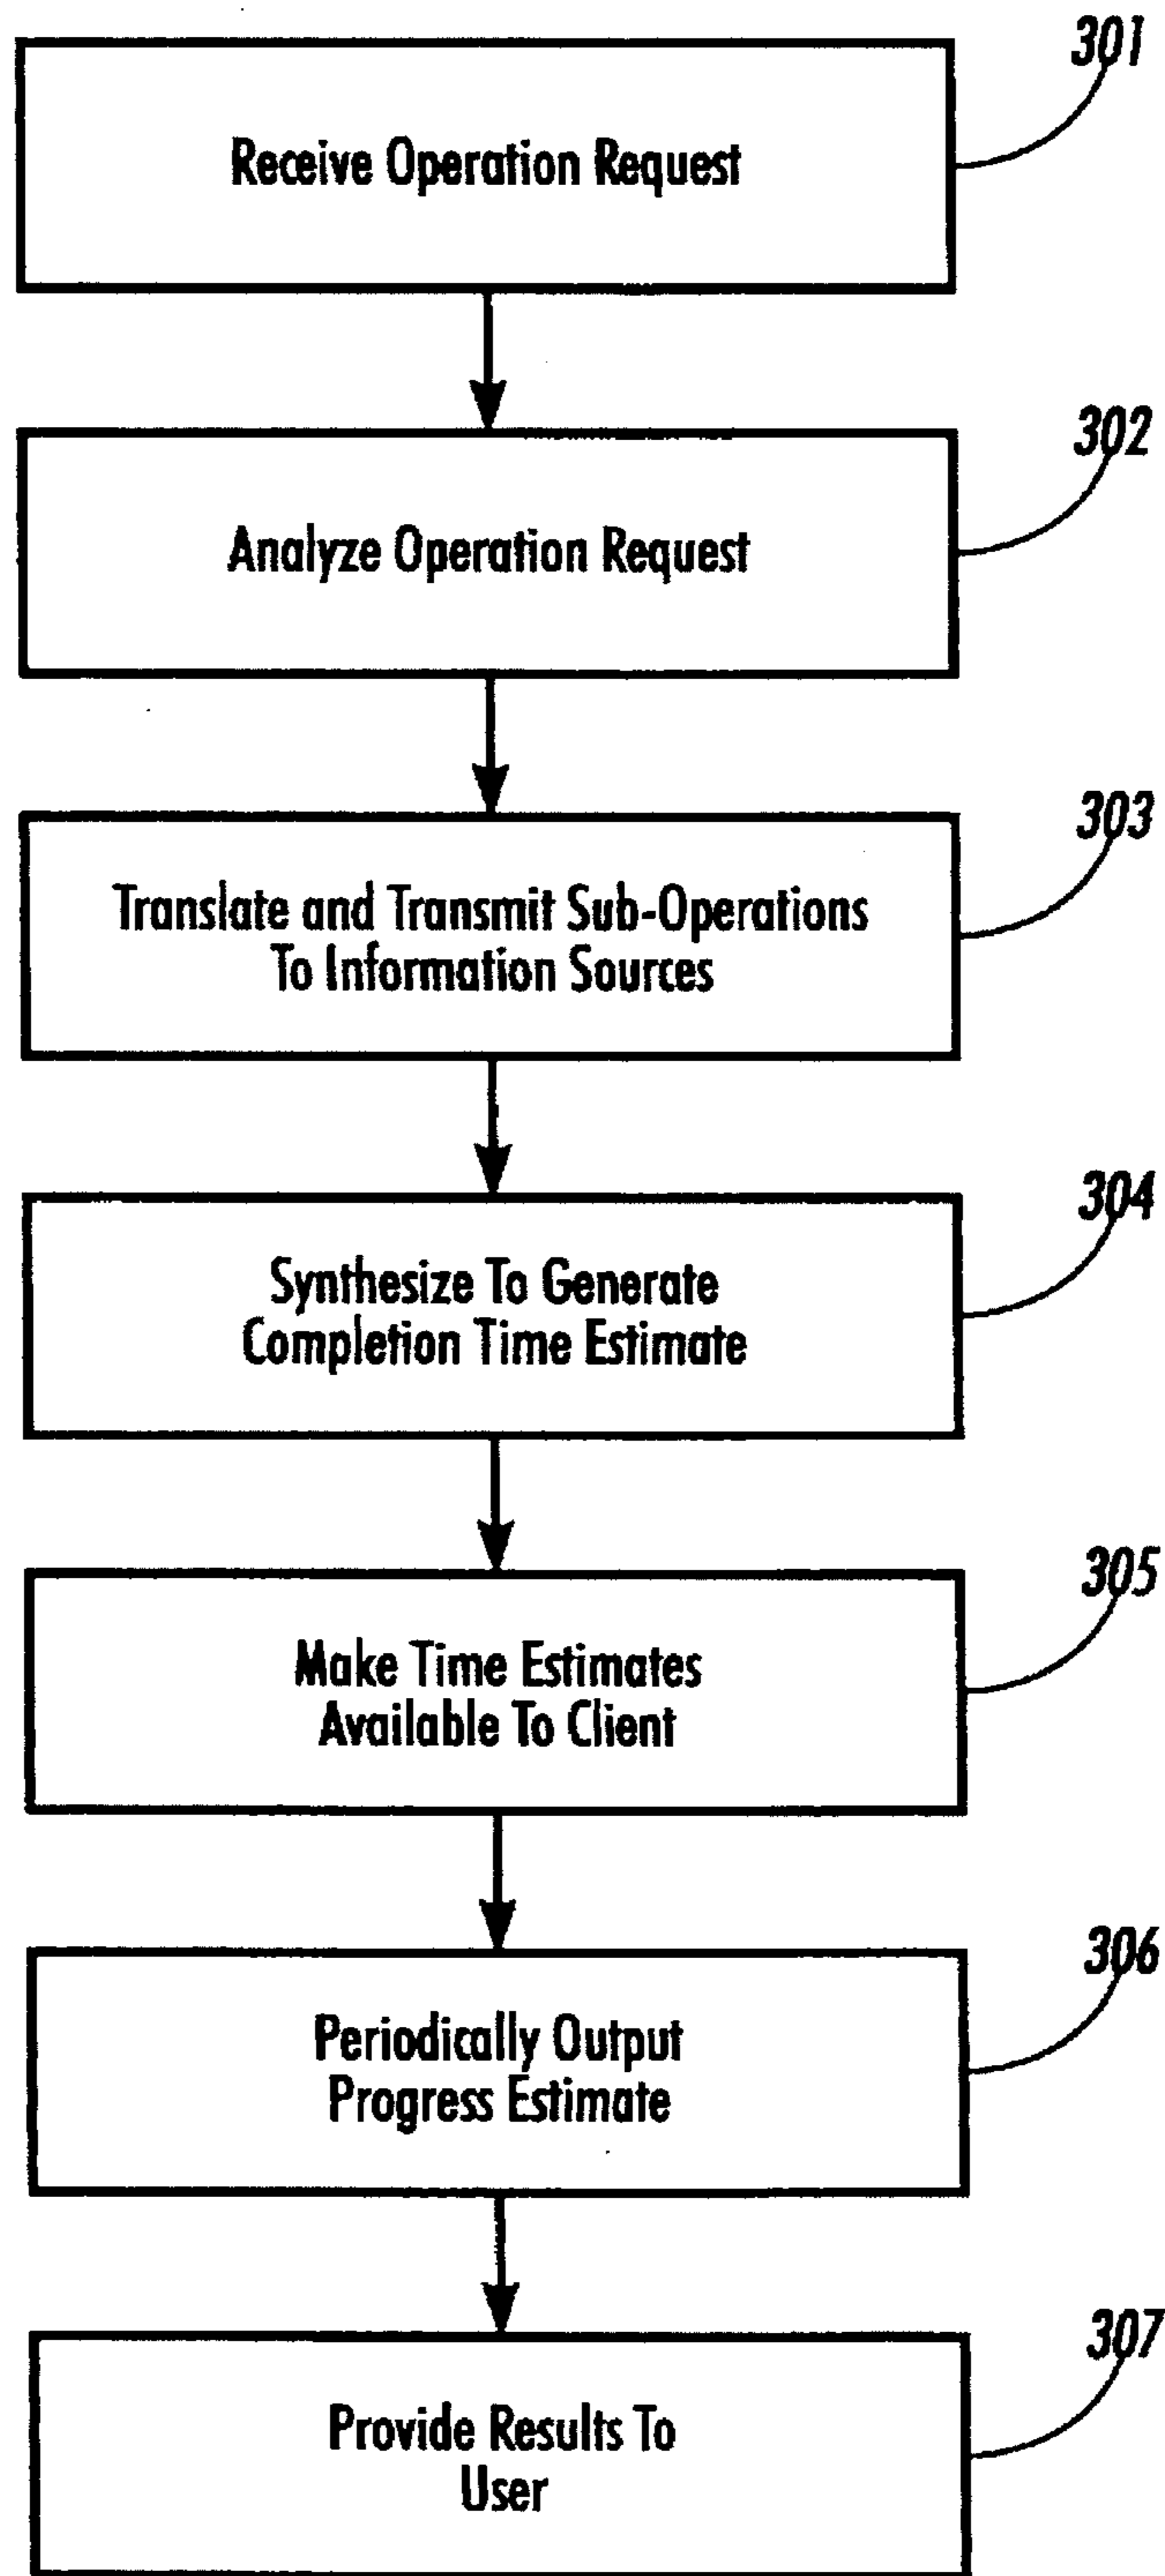 301
Receive Operation Request
302
Analyze Operation Request
303
Translate and Transmit Sub-Operations
To Information Sources
304
Synthesize To Generate
Completion Time Estimate
305
Make Time Estimates
Available To Client
306
Periodically Output
Progress Estimate
307
Provide Results To
User